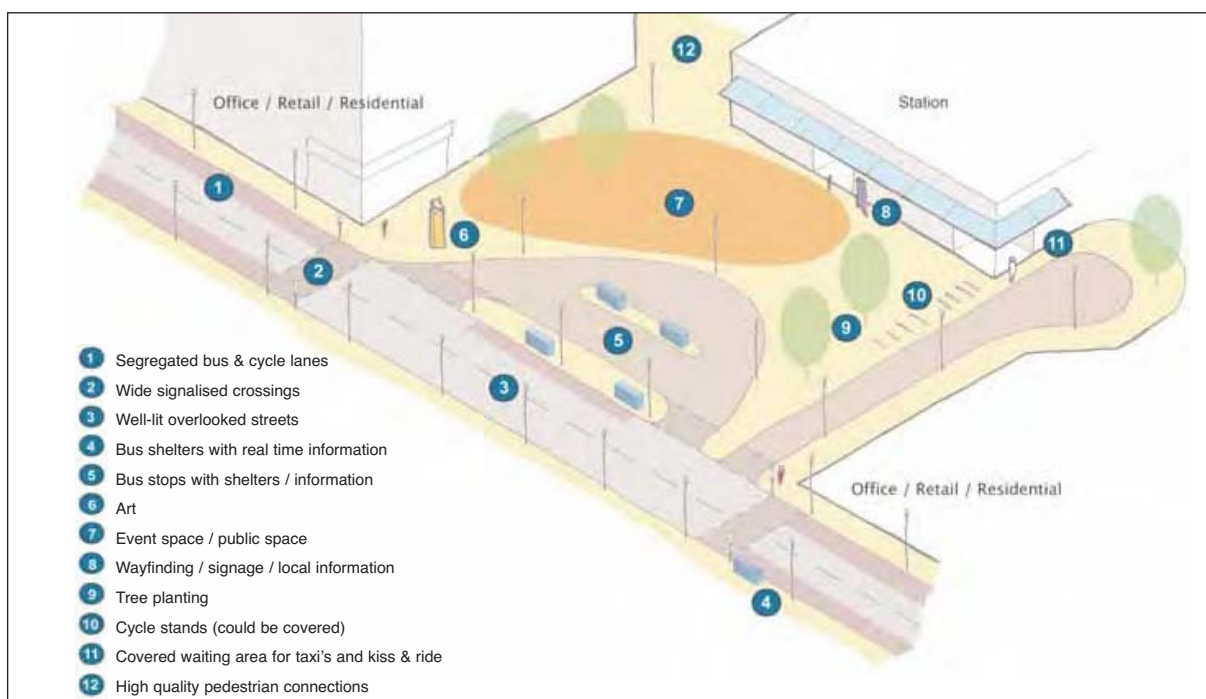 12
Office / Retail / Residential
Station
1
7
8
6
11
2
10
9
5
3
Office / Retail / Residential
4
1 Segregated bus & cycle lanes
2 Wide signalised crossings
3 Well-lit overlooked streets
4 Bus shelters with real time information
5 Bus stops with shelters / information
6 Art
7 Event space / public space
8 Wayfinding / signage / local information
9 Tree planting
10 Cycle stands (could be covered)
11 Covered waiting area for taxi's and kiss & ride
12 High quality pedestrian connections